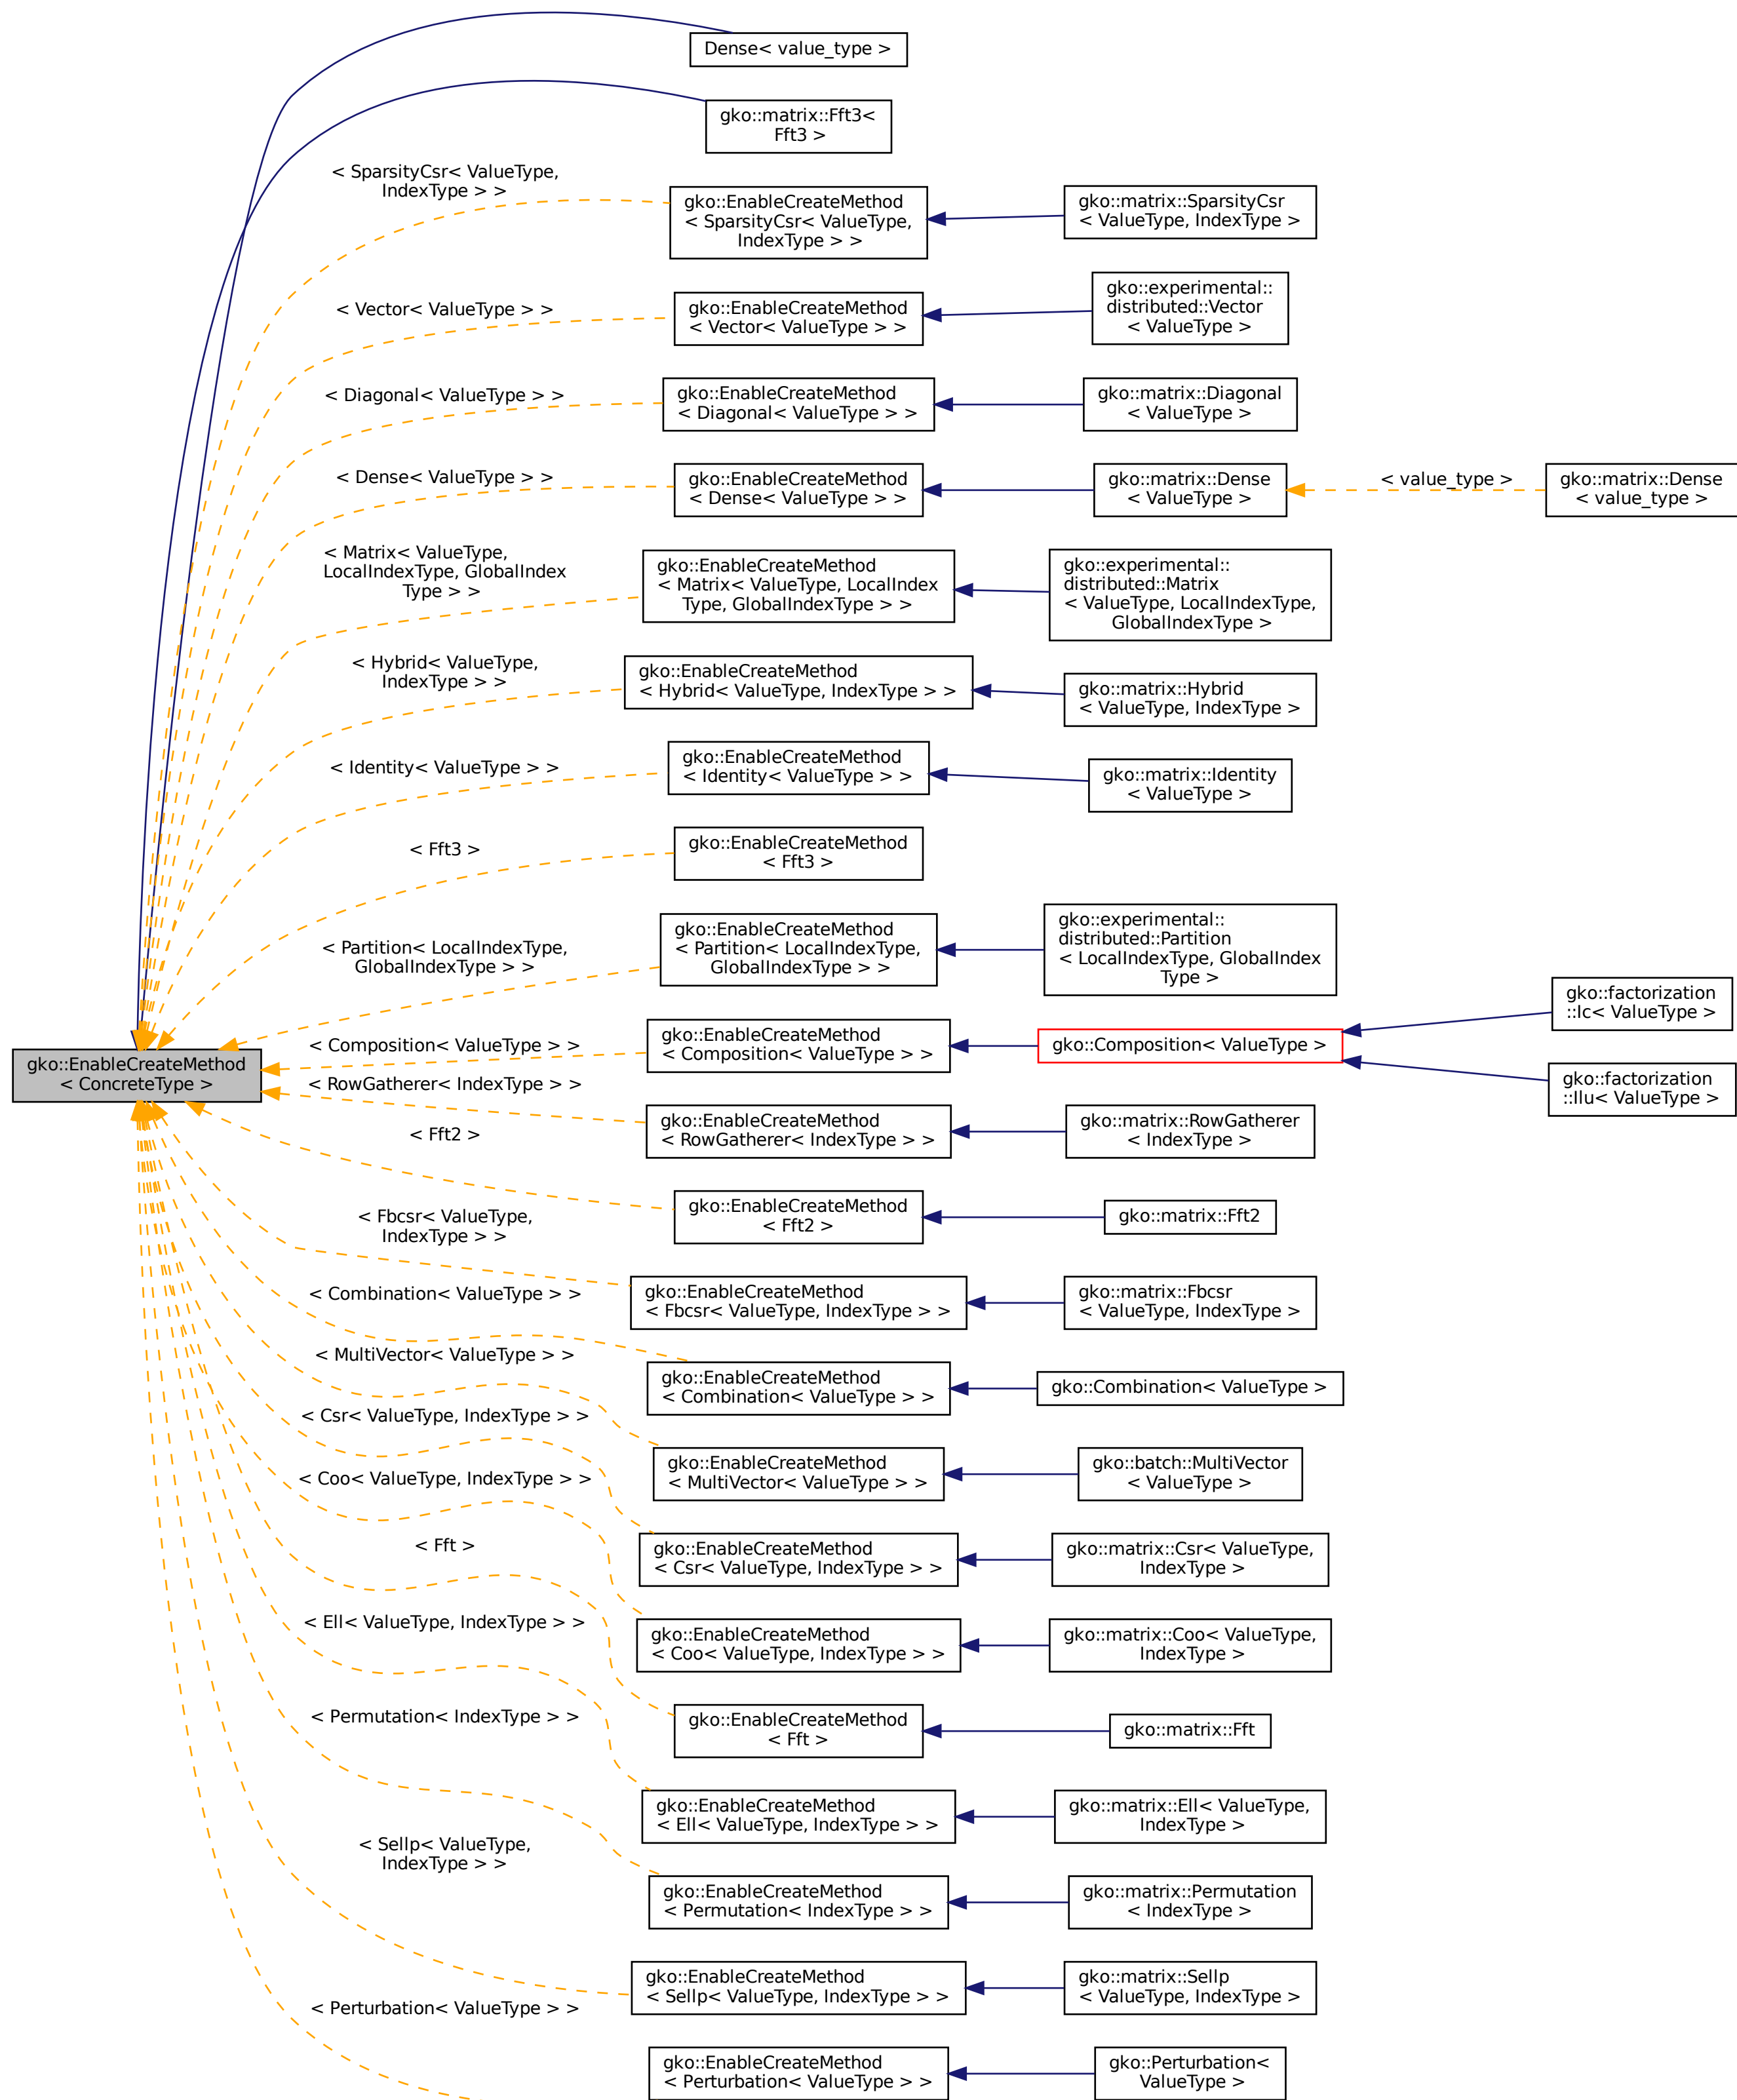 Dense< value_type >
gko::matrix::Fft3<
Fft3 >
< SparsityCsr< ValueType,
IndexType > >
gko::EnableCreateMethod
< SparsityCsr< ValueType,
IndexType > >
gko::matrix::SparsityCsr
< ValueType, IndexType >
< Vector< ValueType > >
gko::EnableCreateMethod
< Vector< ValueType > >
gko::experimental::
distributed::Vector
< ValueType >
< Diagonal< ValueType > >
gko::EnableCreateMethod
< Diagonal< ValueType > >
gko::matrix::Diagonal
< ValueType >
< Dense< ValueType > >
gko::EnableCreateMethod
< Dense< ValueType > >
gko::matrix::Dense
< ValueType >
< value_type >
gko::matrix::Dense
< value_type >
< Matrix< ValueType,
LocalIndexType, GlobalIndex
Type > >
gko::EnableCreateMethod
< Matrix< ValueType, LocalIndex
Type, GlobalIndexType > >
gko::experimental::
distributed::Matrix
< ValueType, LocalIndexType,
GlobalIndexType >
< Hybrid< ValueType,
IndexType > >
gko::EnableCreateMethod
< Hybrid< ValueType, IndexType > >
gko::matrix::Hybrid
< ValueType, IndexType >
< Identity< ValueType > >
gko::EnableCreateMethod
< Identity< ValueType > >
gko::matrix::Identity
< ValueType >
< Fft3 >
gko::EnableCreateMethod
< Fft3 >
< Partition< LocalIndexType,
GlobalIndexType > >
gko::EnableCreateMethod
< Partition< LocalIndexType,
GlobalIndexType > >
gko::experimental::
distributed::Partition
< LocalIndexType, GlobalIndex
Type >
gko::EnableCreateMethod
< ConcreteType >
< Composition< ValueType > >
gko::EnableCreateMethod
< Composition< ValueType > >
gko::Composition< ValueType >
gko::factorization
::Ic< ValueType >
gko::factorization
::Ilu< ValueType >
< RowGatherer< IndexType > >
gko::EnableCreateMethod
< RowGatherer< IndexType > >
gko::matrix::RowGatherer
< IndexType >
< Fft2 >
gko::EnableCreateMethod
< Fft2 >
gko::matrix::Fft2
< Fbcsr< ValueType,
IndexType > >
gko::EnableCreateMethod
< Fbcsr< ValueType, IndexType > >
gko::matrix::Fbcsr
< ValueType, IndexType >
< Combination< ValueType > >
gko::EnableCreateMethod
< Combination< ValueType > >
gko::Combination< ValueType >
< MultiVector< ValueType > >
gko::EnableCreateMethod
< MultiVector< ValueType > >
gko::batch::MultiVector
< ValueType >
< Csr< ValueType, IndexType > >
gko::EnableCreateMethod
< Csr< ValueType, IndexType > >
gko::matrix::Csr< ValueType,
IndexType >
< Coo< ValueType, IndexType > >
gko::EnableCreateMethod
< Coo< ValueType, IndexType > >
gko::matrix::Coo< ValueType,
IndexType >
< Fft >
gko::EnableCreateMethod
< Fft >
gko::matrix::Fft
< Ell< ValueType, IndexType > >
gko::EnableCreateMethod
< Ell< ValueType, IndexType > >
gko::matrix::Ell< ValueType,
IndexType >
< Permutation< IndexType > >
gko::EnableCreateMethod
< Permutation< IndexType > >
gko::matrix::Permutation
< IndexType >
< Sellp< ValueType,
IndexType > >
gko::EnableCreateMethod
< Sellp< ValueType, IndexType > >
gko::matrix::Sellp
< ValueType, IndexType >
< Perturbation< ValueType > >
gko::EnableCreateMethod
< Perturbation< ValueType > >
gko::Perturbation<
ValueType >